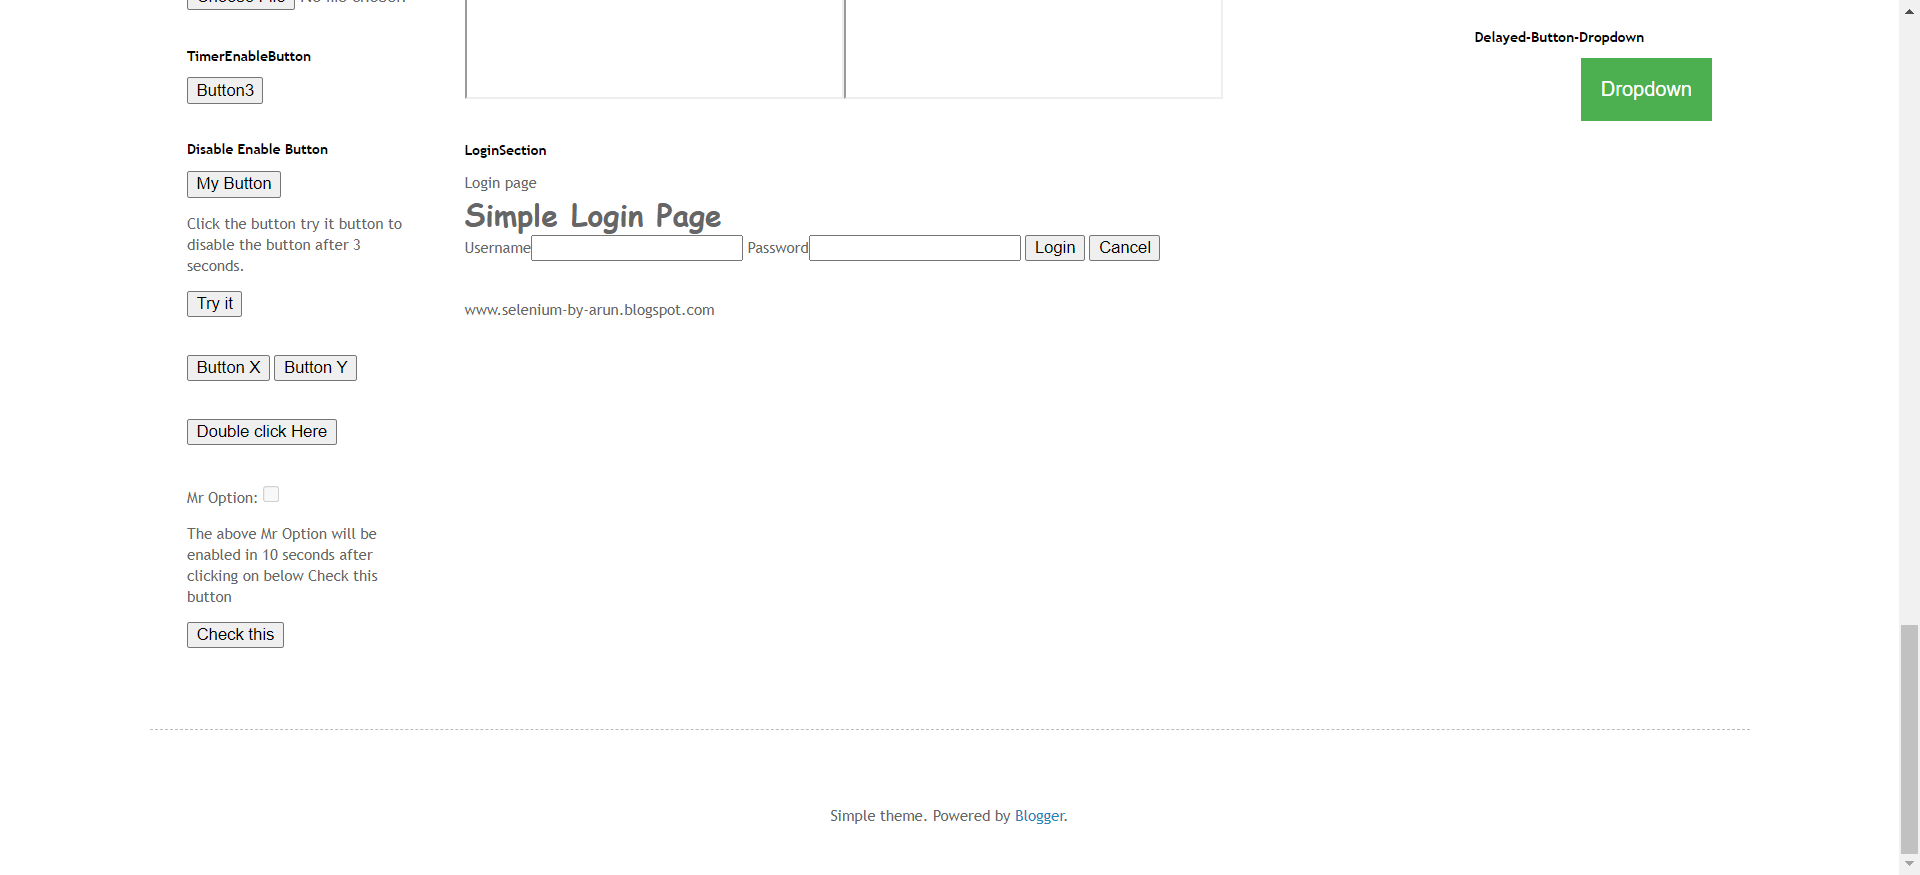 TimerEnableButton
Button3
Disable Enable Button
My Button
Click the button try it button to
disable the button after 3
seconds.
Try it
Button X Button Y
Double click Here
Mr Option:
The above Mr Option will be
enabled in 10 seconds after
clicking on below Check this
button
Check this
LoginSection
Login page
Simple Login Page
Username Password Login Cancel
www.selenium-by-arun.blogspot.com
Delayed-Button-Dropdown
Dropdown
Simple theme. Powered by Blogger.